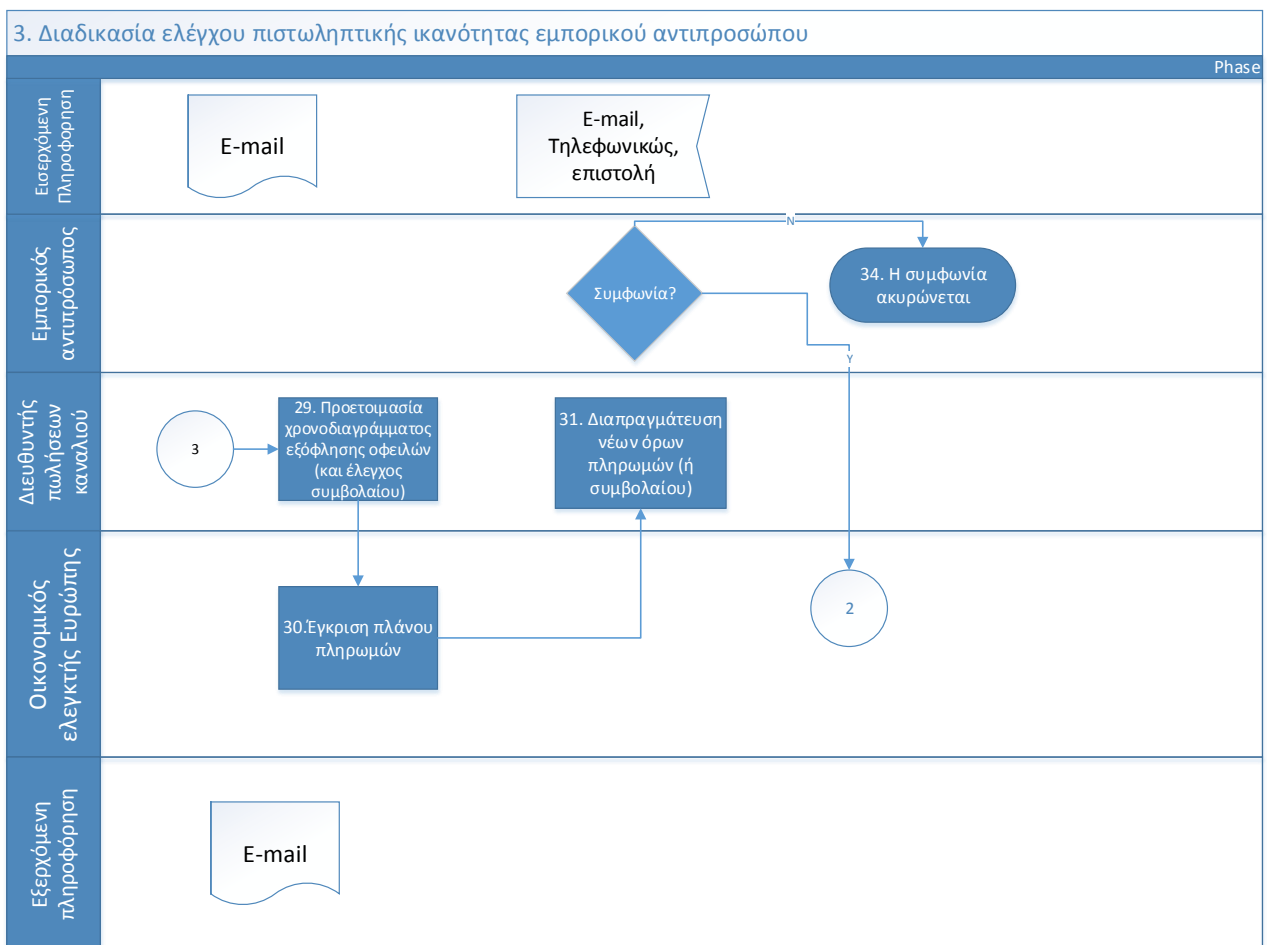 3. Διαδικασία ελέγχου πιστωληπτικής ικανότητας εμπορικού αντιπροσώπου
Phase
Εισερχόμενη
Πληροφορηση
E-mail
E-mail,
Τηλεφωνικώς,
επιστολή
Εμπορικός
αντιπρόσωπος
Συμφωνία?
N
34. Η συμφωνία
ακυρώνεται
Y
Διευθυντής
πωλήσεων
καναλιού
3
29. Προετοιμασία
χρονοδιαγράμματος
εξόφλησης οφειλών
(και έλεγχος
συμβολαίου)
31. Διαπραγμάτευση
νέων όρων
πληρωμών (ή
συμβολαίου)
Οικονομικός
ελεγκτής Ευρώπης
30.Έγκριση πλάνου
πληρωμών
2
Εξερχόμενη
πληροφόρηση
E-mail